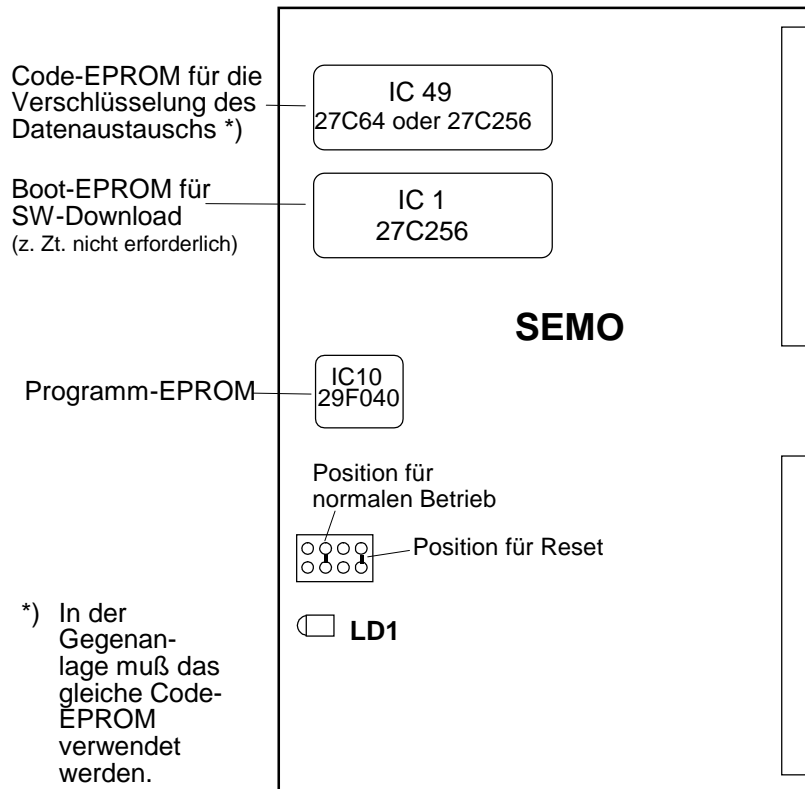 Code-EPROM für die
Verschlüsselung des
Datenaustauschs *)
IC 49
27C64 oder 27C256
Boot-EPROM für
SW-Download
(z. Zt. nicht erforderlich)
IC 1
27C256
SEMO
Programm-EPROM
IC10
29F040
Position für
normalen Betrieb
Position für Reset
LD1
*) In der
Gegenan-
lage muß das
gleiche Code-
EPROM
verwendet
werden.